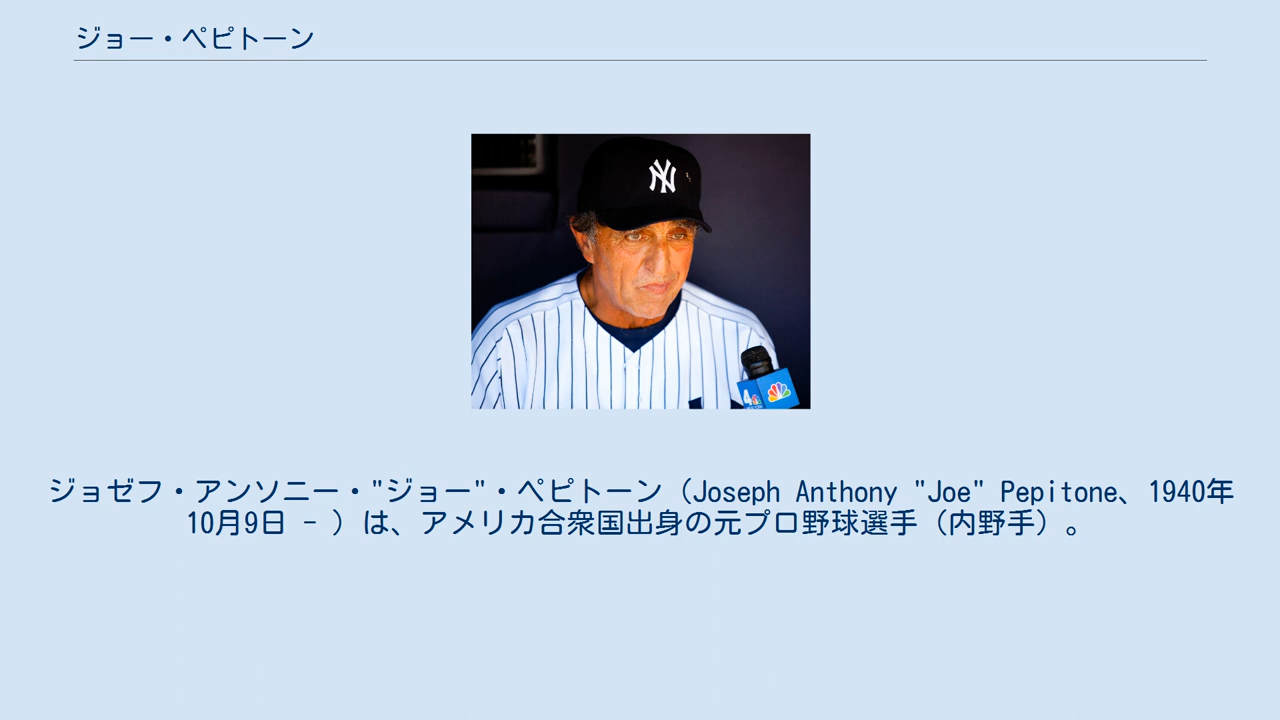 ジョー・ペピトーン
NY
4
ジョゼフ・アンソニー・"ジョー"・ペピトーン（Joseph Anthony "Joe" Pepitone、1940年
10月9日 - ）は、アメリカ合衆国出身の元プロ野球選手（内野手）。